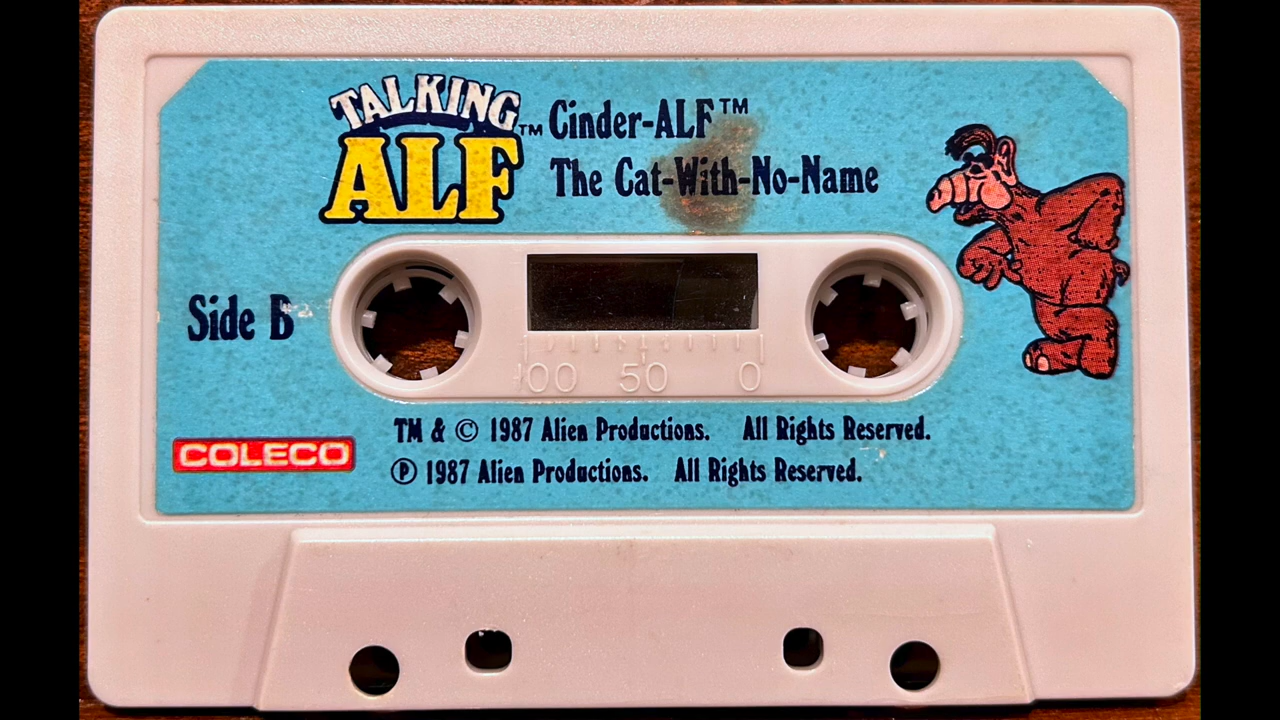 TALKING
ALF™
Cinder-ALF™
The Cat-With-No-Name
Side B
100 50 0
COLECO
TM & © 1987 Alien Productions. All Rights Reserved.
℗ 1987 Alien Productions. All Rights Reserved.